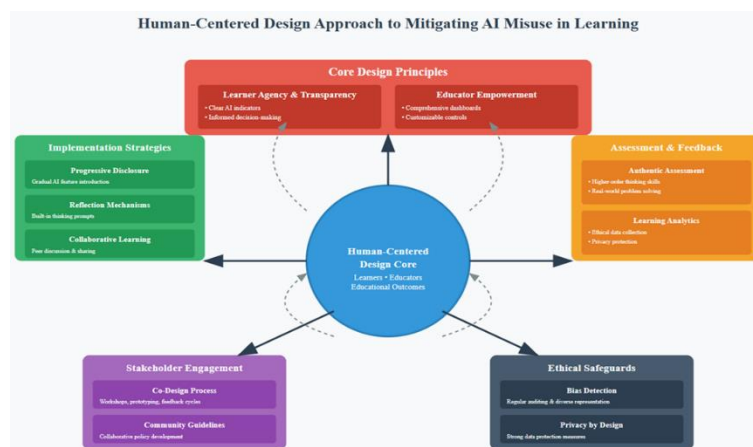 Human-Centered Design Approach to Mitigating AI Misuse in Learning
Core Design Principles
Learner Agency & Transparency
• Clear AI indicators
• Informed decision-making
Educator Empowerment
• Comprehensive dashboards
• Customizable controls
Implementation Strategies
Progressive Disclosure
Gradual AI feature introduction
Reflection Mechanisms
Built-in thinking prompts
Collaborative Learning
Peer discussion & sharing
Assessment & Feedback
Authentic Assessment
• Higher-order thinking skills
• Real-world problem solving
Learning Analytics
• Ethical data collection
• Privacy protection
Human-Centered
Design Core
Learners • Educators
Educational Outcomes
Stakeholder Engagement
Co-Design Process
Workshops, prototyping, feedback cycles
Community Guidelines
Collaborative policy development
Ethical Safeguards
Bias Detection
Regular auditing & diverse representation
Privacy by Design
Strong data protection measures